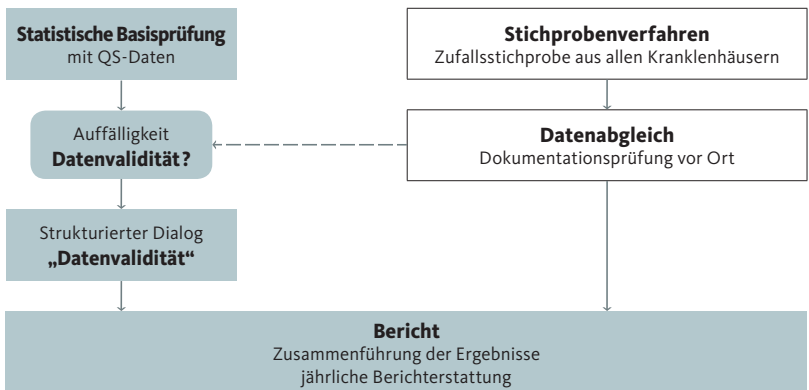 Statistische Basisprüfung
mit QS-Daten
Stichprobenverfahren
Zufallsstichprobe aus allen Kranklenhäusern
Auffälligkeit
Datenvalidität?
Datenabgleich
Dokumentationsprüfung vor Ort
Strukturierter Dialog
„Datenvalidität“
Bericht
Zusammenführung der Ergebnisse
jährliche Berichterstattung